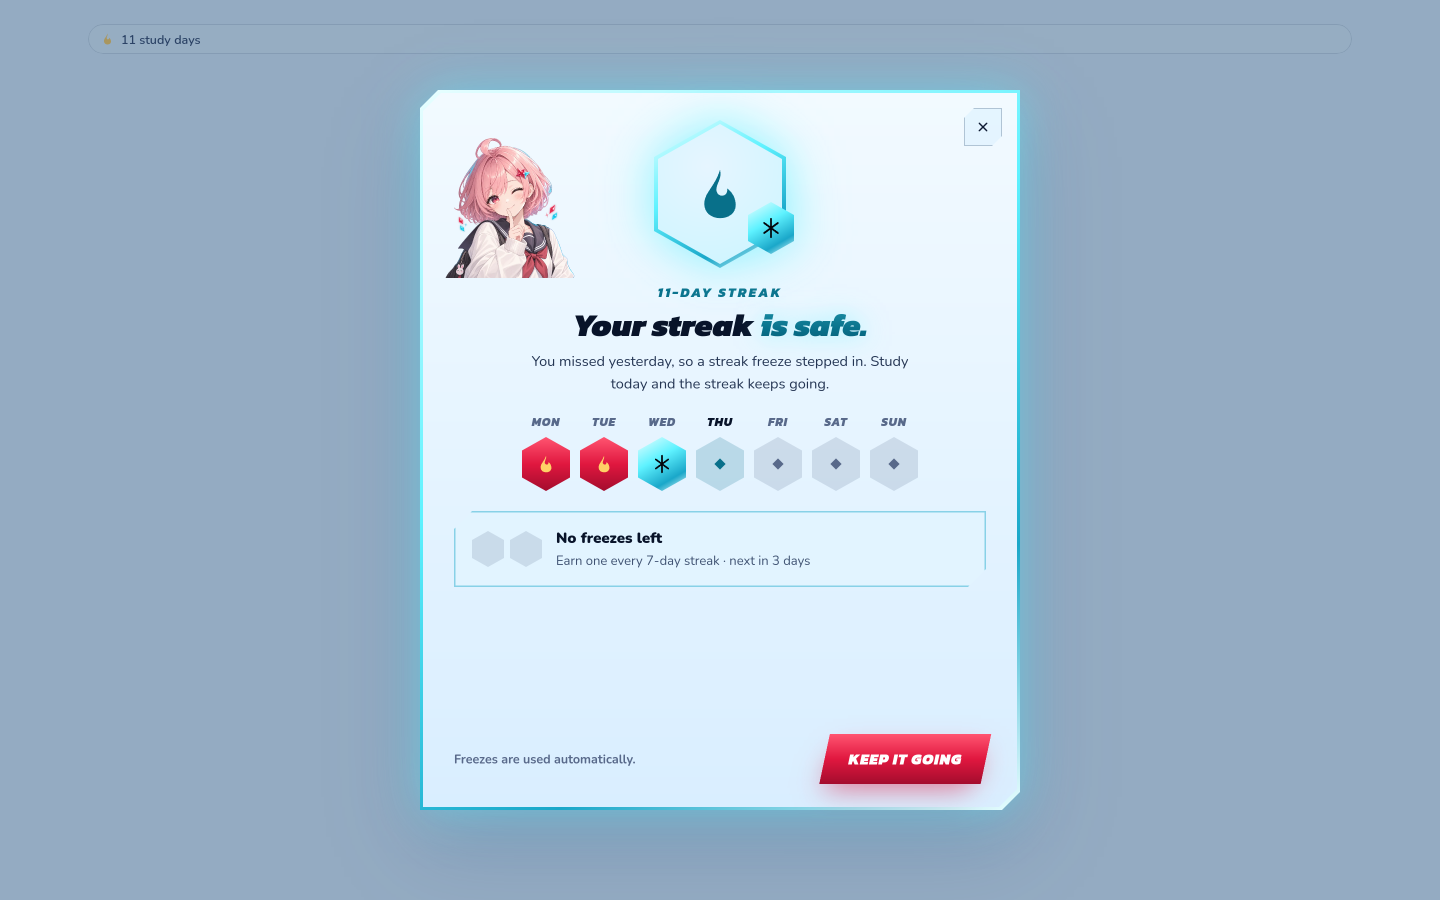 11 study days
×
11-DAY STREAK
Your streak is safe.
You missed yesterday, so a streak freeze stepped in. Study
today and the streak keeps going.
MON TUE WED THU FRI SAT SUN
No freezes left
Earn one every 7-day streak · next in 3 days
Freezes are used automatically.
KEEP IT GOING